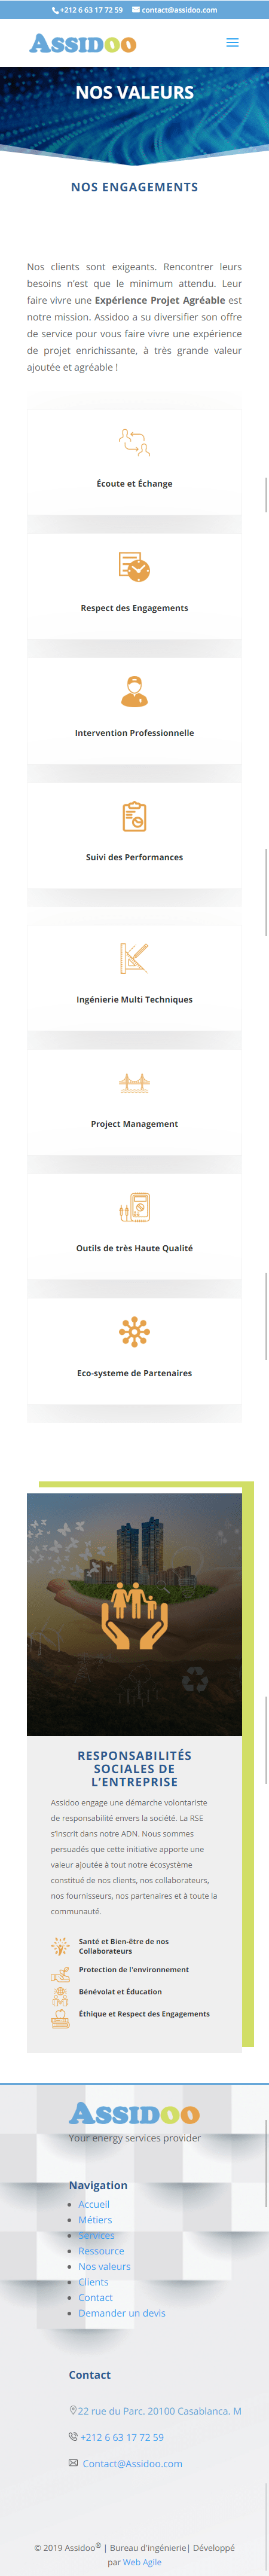 +212 6 63 17 72 59 contact@assidoo.com
ASSIDOO
NOS VALEURS
NOS ENGAGEMENTS
Nos clients sont exigeants. Rencontrer leurs
besoins n'est que le minimum attendu. Leur
faire vivre une Expérience Projet Agréable est
notre mission. Assidoo a su diversifier son offre
de service pour vous faire vivre une expérience
de projet enrichissante, à très grande valeur
ajoutée et agréable !
Écoute et Échange
Respect des Engagements
Intervention Professionnelle
Suivi des Performances
Ingénierie Multi Techniques
Project Management
Outils de très Haute Qualité
Eco-systeme de Partenaires
RESPONSABILITÉS
SOCIALES DE
L'ENTREPRISE
Assidoo engage une démarche volontariste
de responsabilité envers la société. La RSE
s'inscrit dans notre ADN. Nous sommes
persuadés que cette initiative apporte une
valeur ajoutée à tout notre écosystème
constitué de nos clients, nos collaborateurs,
nos fournisseurs, nos partenaires et à toute la
communauté.
Santé et Bien-être de nos
Collaborateurs
Protection de l'environnement
Bénévolat et Éducation
Éthique et Respect des Engagements
ASSIDOO
Your energy services provider
Navigation
Accueil
Métiers
Services
Ressource
Nos valeurs
Clients
Contact
Demander un devis
Contact
22 rue du Parc. 20100 Casablanca. M
+212 6 63 17 72 59
Contact@Assidoo.com
© 2019 Assidoo® | Bureau d'ingénierie| Développé
par Web Agile